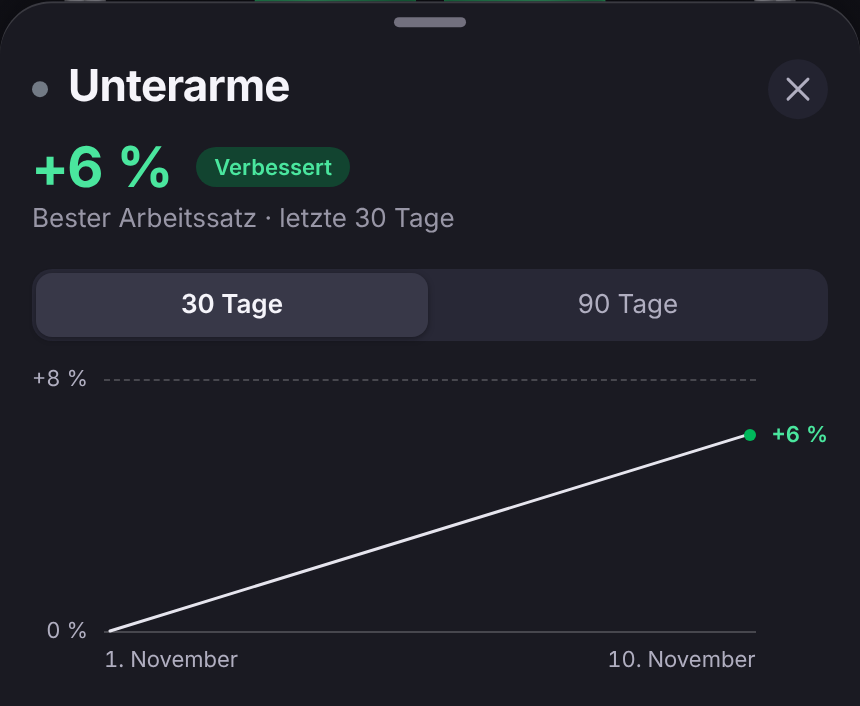 Unterarme
+6 % Verbessert
Bester Arbeitssatz · letzte 30 Tage
30 Tage 90 Tage
+8 %
+6 %
0 %
1. November 10. November